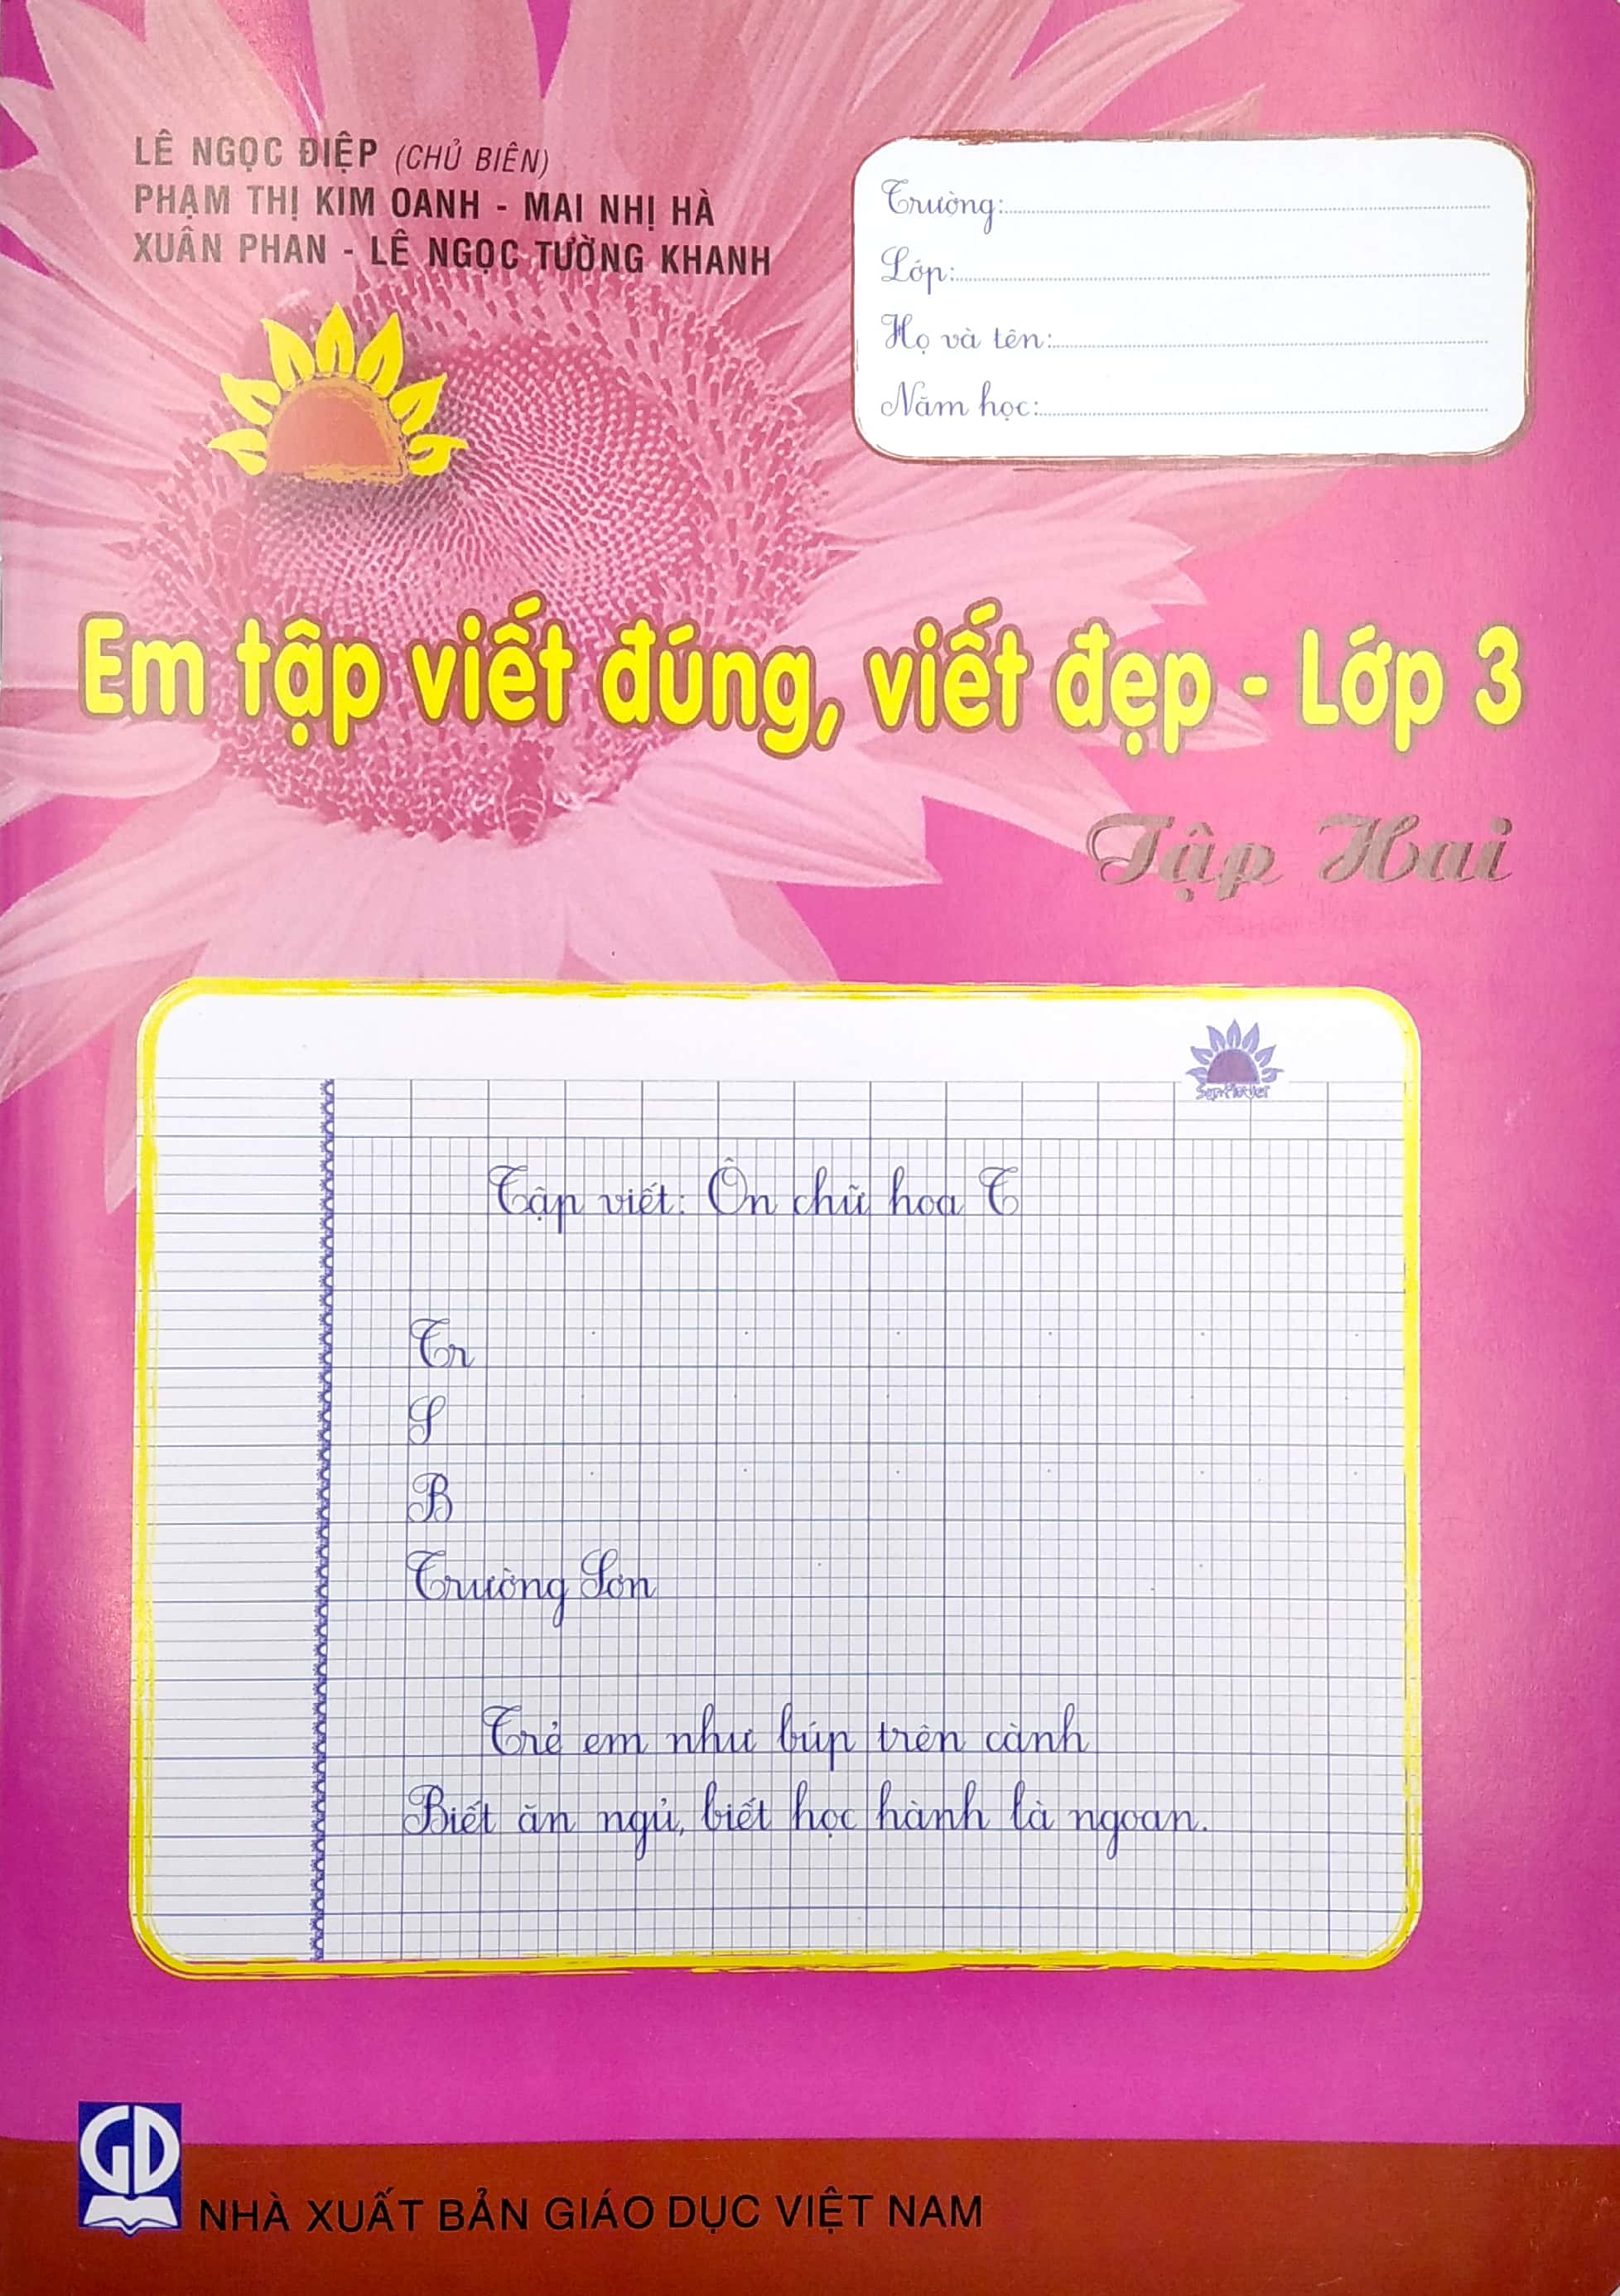 LÊ NGỌC ĐIỆP (CHỦ BIÊN)
PHẠM THỊ KIM OANH - MAI NHỊ HÀ
XUÂN PHAN - LÊ NGỌC TƯỜNG KHANH
Trường:
Lớp:
Họ và tên:
Năm học:
Em tập viết đúng, viết đẹp - Lớp 3
Tập Hai
Tập viết: Ôn chữ hoa T
Tr
S
B
Trường Sơn
Trẻ em như búp trên cành
Biết ăn ngủ, biết học hành là ngoan.
GD
NHÀ XUẤT BẢN GIÁO DỤC VIỆT NAM